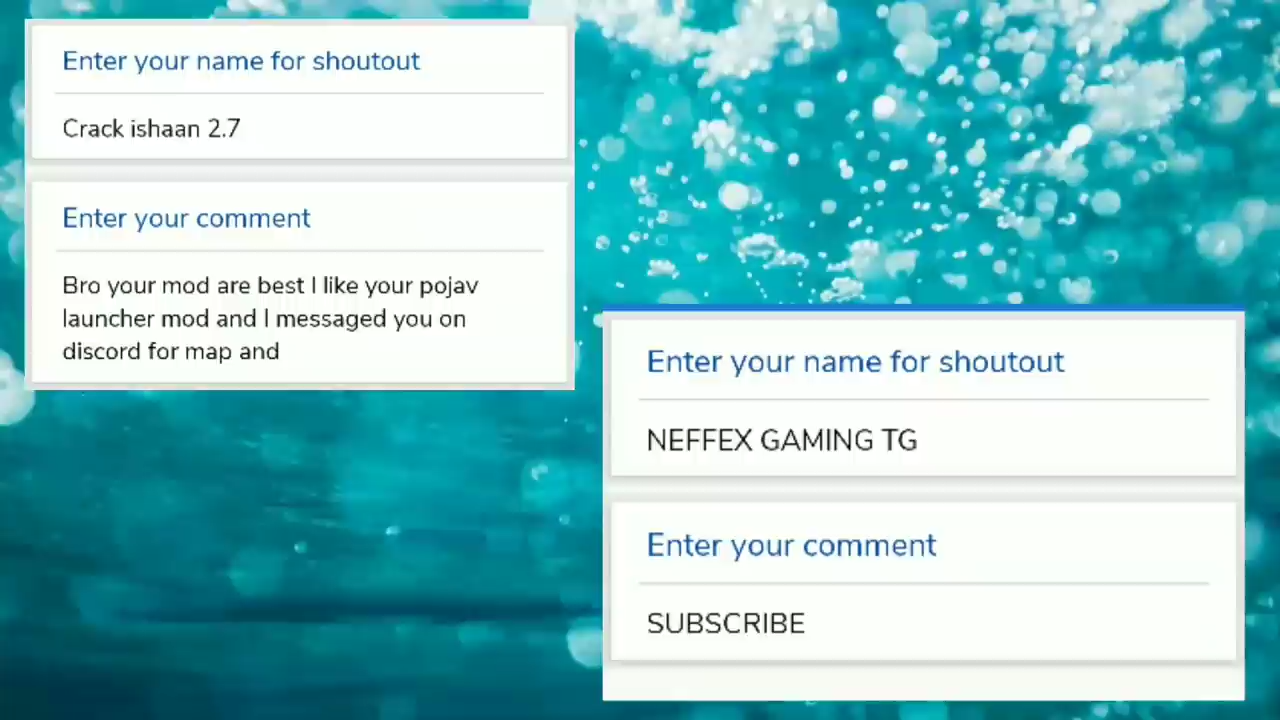 Enter your name for shoutout
Crack ishaan 2.7
Enter your comment
Bro your mod are best I like your pojav
launcher mod and I messaged you on
discord for map and
Enter your name for shoutout
NEFFEX GAMING TG
Enter your comment
SUBSCRIBE